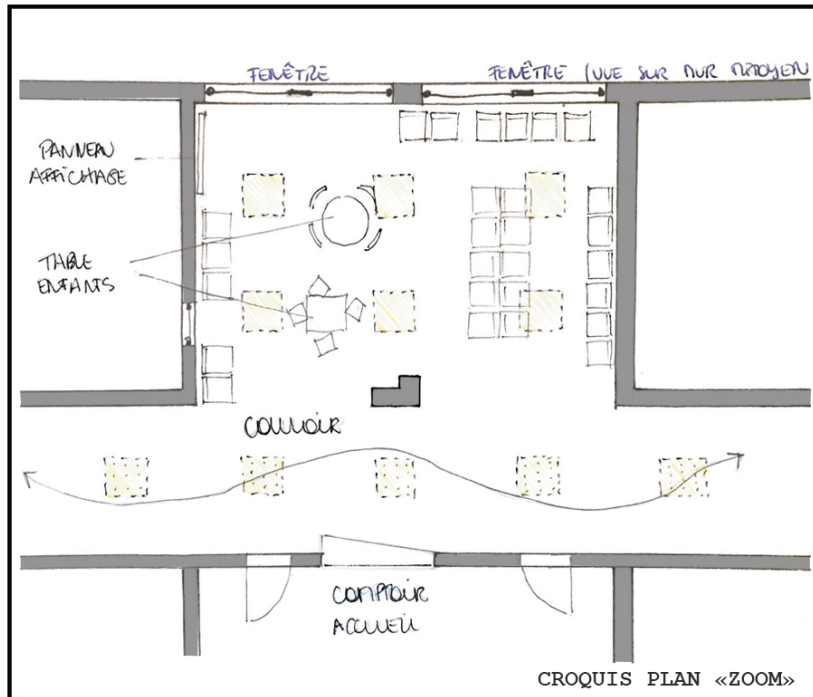 FENÊTRE
FENÊTRE (VUE SUR MUR MITOYEN
PANNEAU
AFFICHAGE
TABLE
ENFANTS
COULOIR
COMPTOIR
ACCUEIL
CROQUIS PLAN «ZOOM»